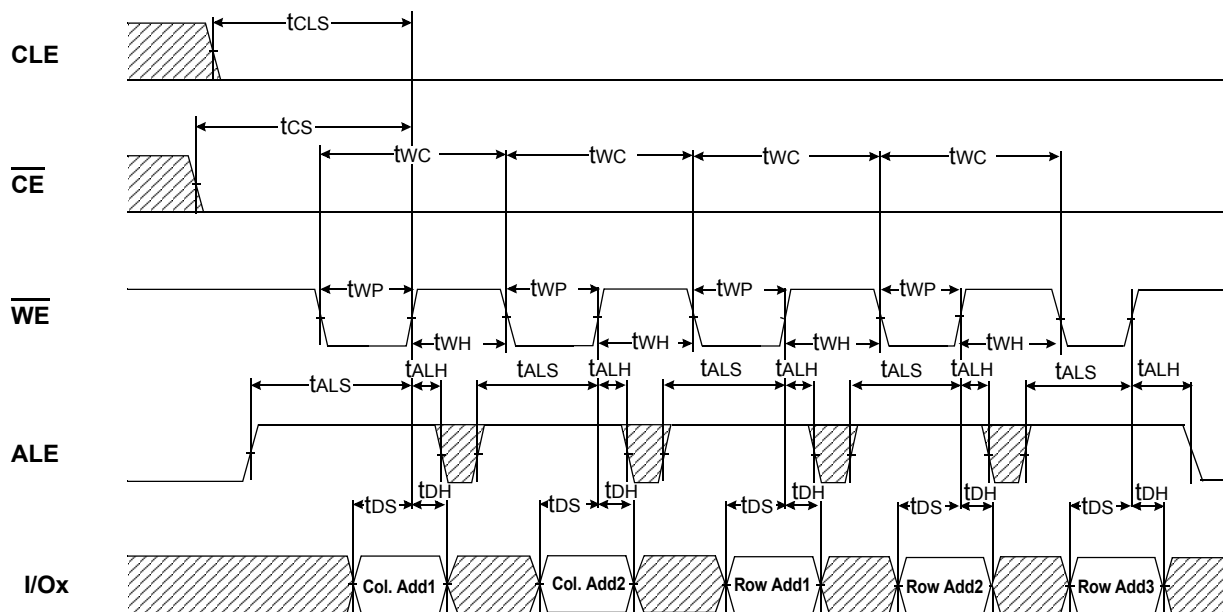 tCLS
CLE
tCS
tWC tWC tWC tWC
CE
tWP tWP tWP tWP
WE
tWH tWH tWH tWH
tALS tALH tALS tALH tALS tALH tALS tALH tALS tALH
ALE
tDS tDH tDS tDH tDS tDH tDS tDH tDS tDH
I/Ox Col. Add1 Col. Add2 Row Add1 Row Add2 Row Add3